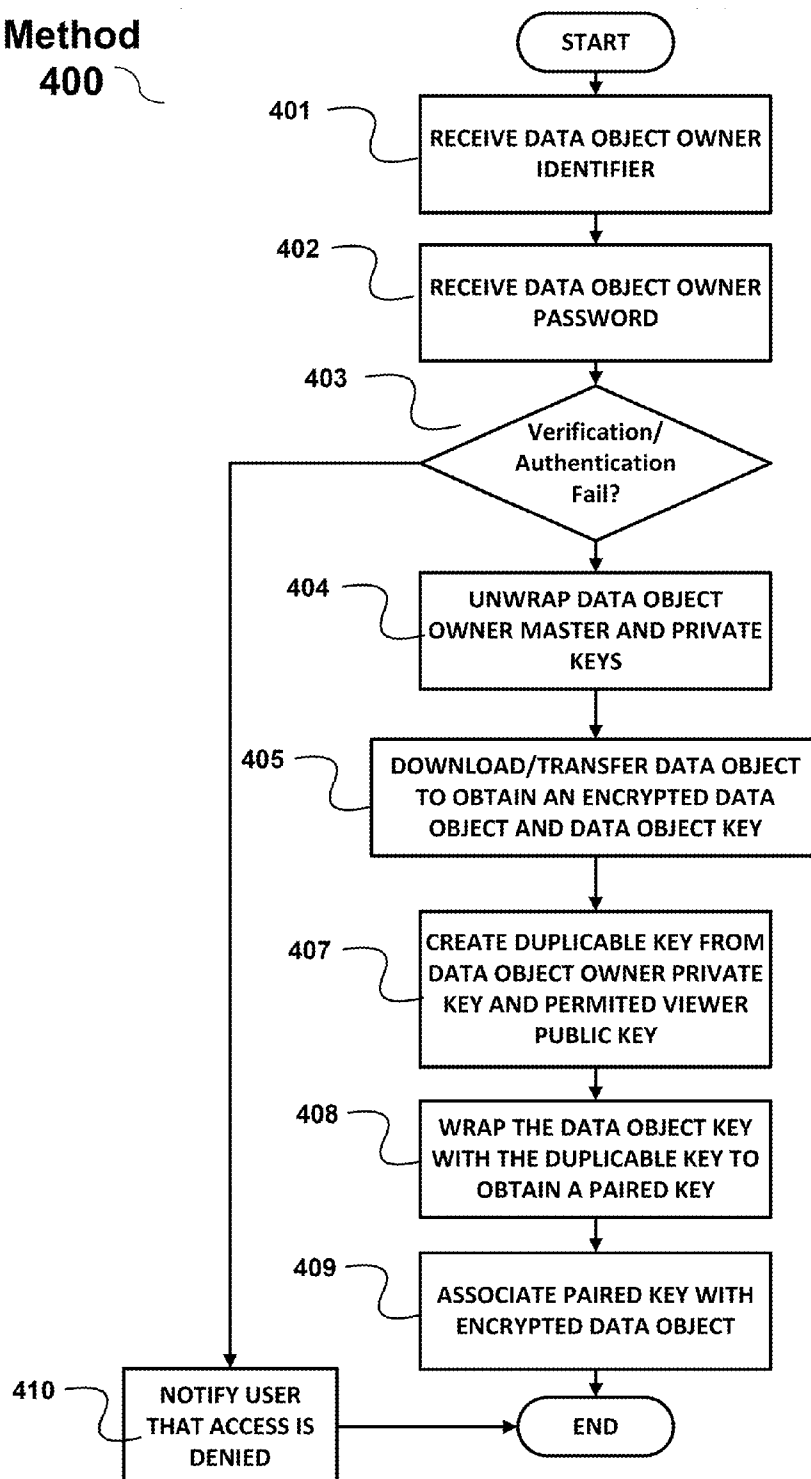 Method
400
START
401
RECEIVE DATA OBJECT OWNER
IDENTIFIER
402
RECEIVE DATA OBJECT OWNER
PASSWORD
403
Verification/
Authentication
Fail?
404
UNWRAP DATA OBJECT
OWNER MASTER AND PRIVATE
KEYS
405
DOWNLOAD/TRANSFER DATA OBJECT
TO OBTAIN AN ENCRYPTED DATA
OBJECT AND DATA OBJECT KEY
407
CREATE DUPLICABLE KEY FROM
DATA OBJECT OWNER PRIVATE
KEY AND PERMITED VIEWER
PUBLIC KEY
408
WRAP THE DATA OBJECT KEY
WITH THE DUPLICABLE KEY TO
OBTAIN A PAIRED KEY
409
ASSOCIATE PAIRED KEY WITH
ENCRYPTED DATA OBJECT
410
NOTIFY USER
THAT ACCESS IS
DENIED
END